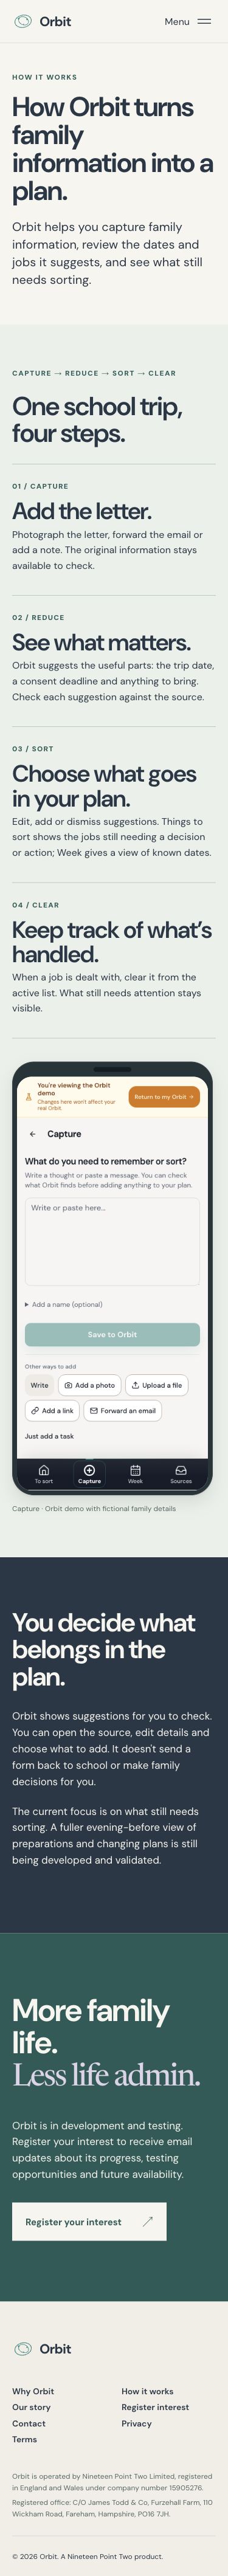 Orbit
Menu
HOW IT WORKS
How Orbit turns
family
information into a
plan.
Orbit helps you capture family
information, review the dates and
jobs it suggests, and see what still
needs sorting.
CAPTURE → REDUCE → SORT → CLEAR
One school trip,
four steps.
01 / CAPTURE
Add the letter.
Photograph the letter, forward the email or
add a note. The original information stays
available to check.
02 / REDUCE
See what matters.
Orbit suggests the useful parts: the trip date,
a consent deadline and anything to bring.
Check each suggestion against the source.
03 / SORT
Choose what goes
in your plan.
Edit, add or dismiss suggestions. Things to
sort shows the jobs still needing a decision
or action; Week gives a view of known dates.
04 / CLEAR
Keep track of what's
handled.
When a job is dealt with, clear it from the
active list. What still needs attention stays
visible.
You're viewing the Orbit
demo
Changes here won't affect your
real Orbit.
Return to my Orbit →
← Capture
What do you need to remember or sort?
Write a thought or paste a message. You can check
what Orbit finds before adding anything to your plan.
Write or paste here...
▶ Add a name (optional)
Save to Orbit
Other ways to add
Write
Add a photo
Upload a file
Add a link
Forward an email
Just add a task
To sort
Capture
Week
Sources
Capture · Orbit demo with fictional family details
You decide what
belongs in the
plan.
Orbit shows suggestions for you to check.
You can open the source, edit details and
choose what to add. It doesn't send a
form back to school or make family
decisions for you.
The current focus is on what still needs
sorting. A fuller evening-before view of
preparations and changing plans is still
being developed and validated.
More family
life.
Less life admin.
Orbit is in development and testing.
Register your interest to receive email
updates about its progress, testing
opportunities and future availability.
Register your interest
Orbit
Why Orbit
How it works
Our story
Register interest
Contact
Privacy
Terms
Orbit is operated by Nineteen Point Two Limited, registered
in England and Wales under company number 15905276.
Registered office: C/O James Todd & Co, Furzehall Farm, 110
Wickham Road, Fareham, Hampshire, PO16 7JH.
© 2026 Orbit. A Nineteen Point Two product.